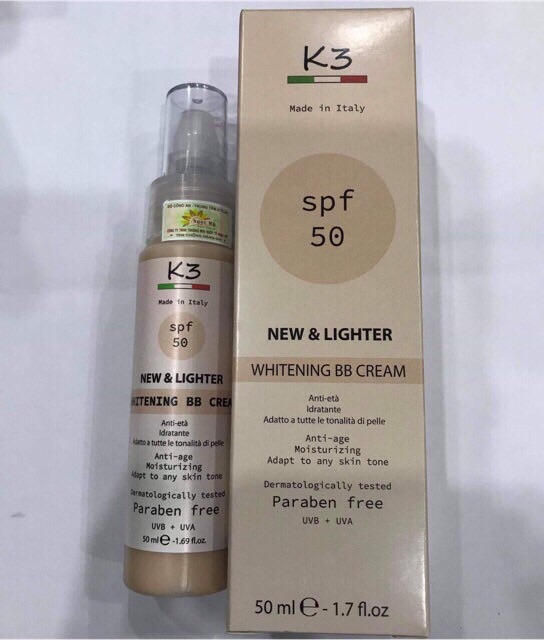 K3
Made in Italy
spf
50
NEW & LIGHTER
WHITENING BB CREAM
Anti-età
Idratante
Adatto a tutte le tonalità di pelle
Anti-age
Moisturizing
Adapt to any skin tone
Dermatologically tested
Paraben free
UVB + UVA
50 ml ℮ - 1.7 fl.oz
K3
Made in Italy
spf
50
NEW & LIGHTER
WHITENING BB CREAM
Anti-età
Idratante
Adatto a tutte le tonalità di pelle
Anti-age
Moisturizing
Adapt to any skin tone
Dermatologically tested
Paraben free
UVB + UVA
50 ml ℮ -1.69 fl.oz.